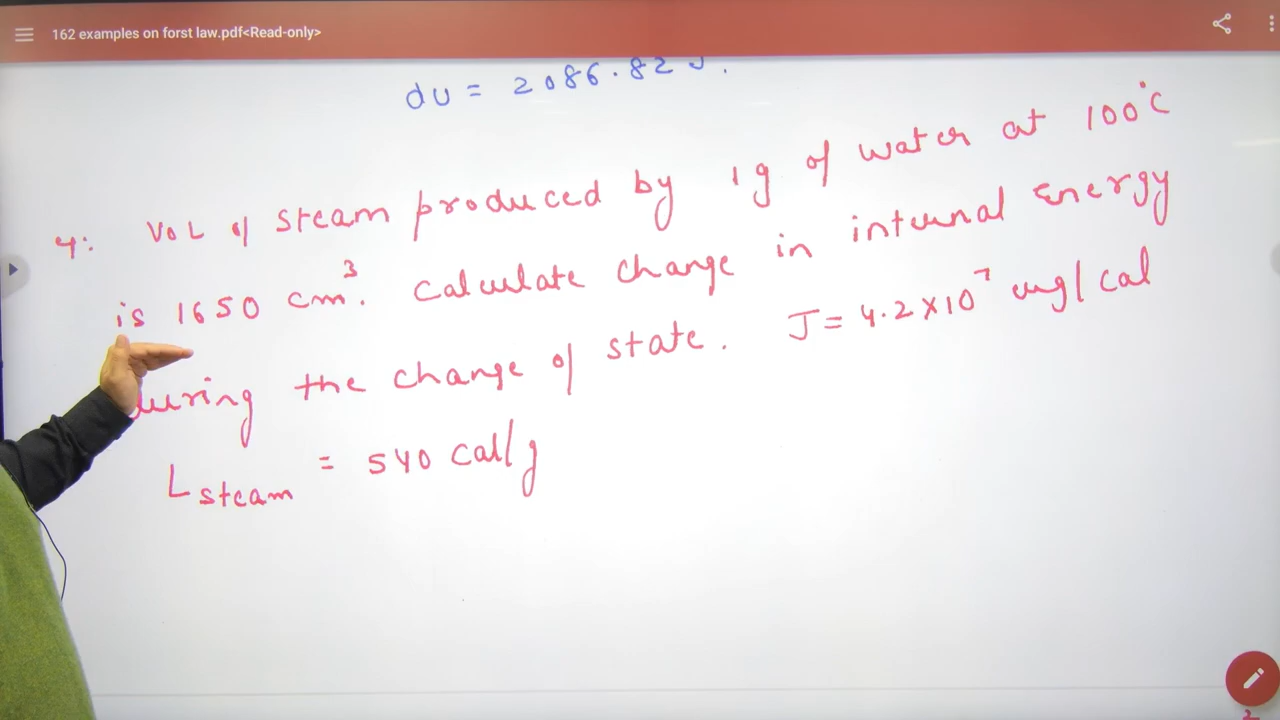 162 examples on forst law.pdf<Read-only>
du = 2086.82 J.
4: Vol of steam produced by 1g of water at 100°C
is 1650 cm³. Calculate change in internal energy
during the change of state. J = 4.2×10⁷ erg/cal
L steam = 540 cal/g